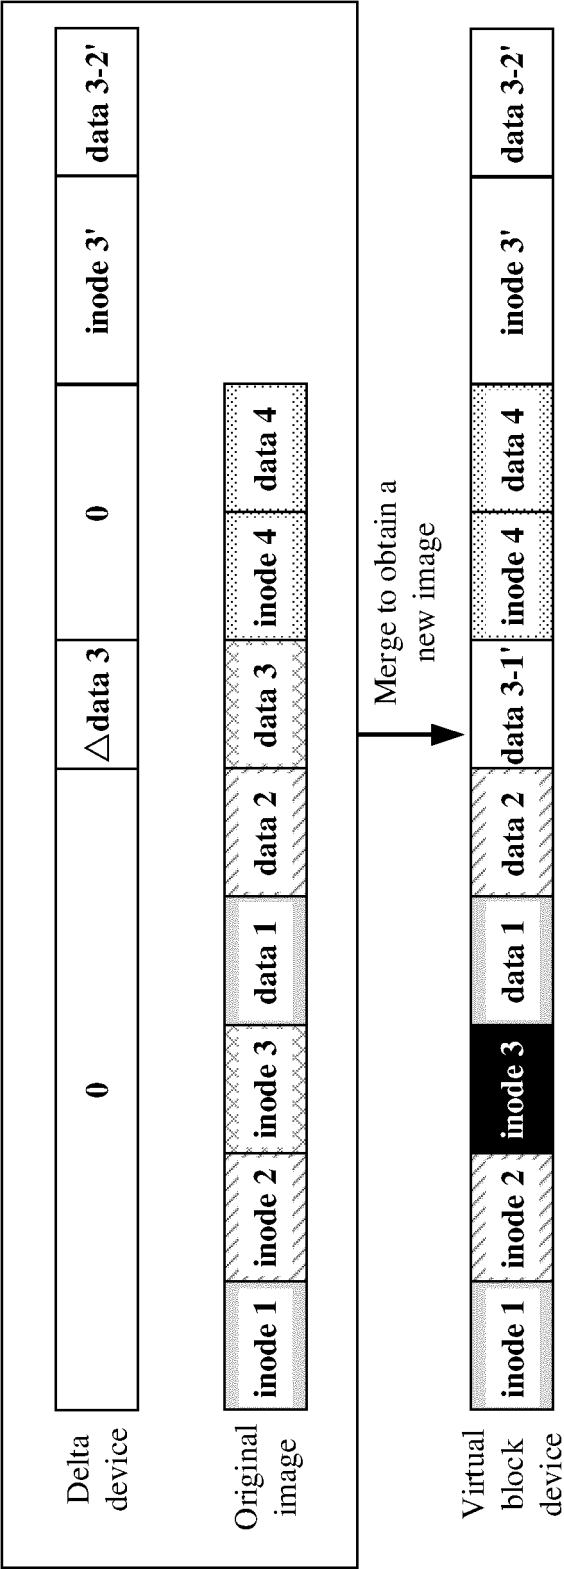 Delta
device
0
△data 3
0
inode 3'
data 3-2'
Original
image
inode 1
inode 2
inode 3
data 1
data 2
data 3
inode 4
data 4
Merge to obtain a
new image
Virtual
block
device
inode 1
inode 2
inode 3
data 1
data 2
data 3-1'
inode 4
data 4
inode 3'
data 3-2'